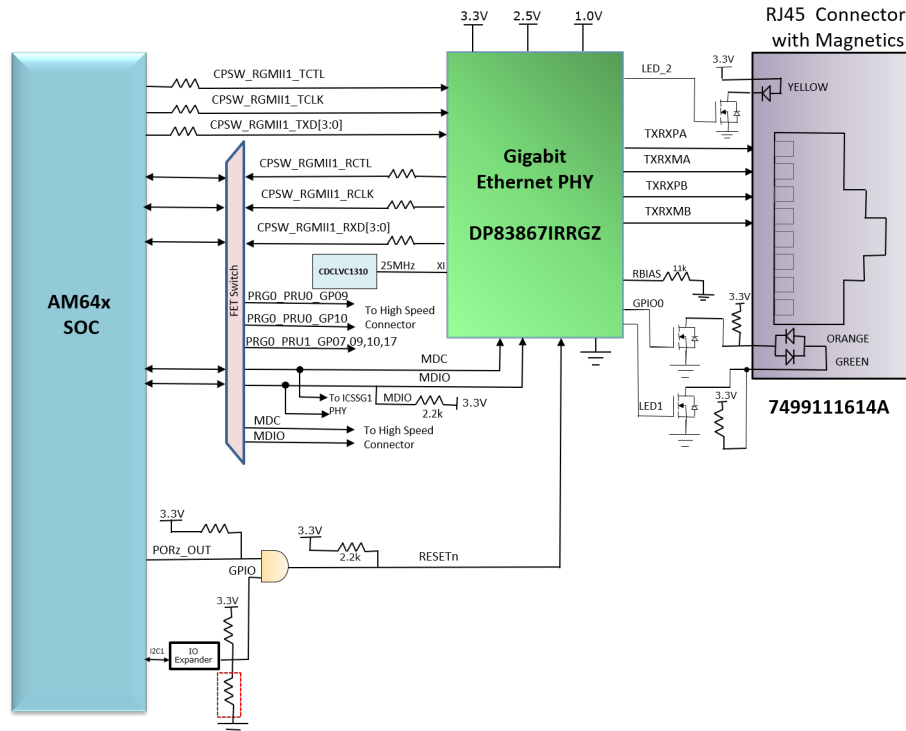 3.3V
2.5V
1.0V
RJ45 Connector
with Magnetics
CPSW_RGMII1_TCTL
CPSW_RGMII1_TCLK
CPSW_RGMII1_TXD[3:0]
LED_2
3.3V
YELLOW
TXRXPA
TXRXMA
TXRXPB
TXRXMB
Gigabit
Ethernet PHY
DP83867IRRGZ
CPSW_RGMII1_RCTL
CPSW_RGMII1_RCLK
CPSW_RGMII1_RXD[3:0]
CDCLVC1310
25MHz
XI
RBIAS
11k
AM64x
SOC
FET Switch
PRG0_PRU0_GP09
PRG0_PRU0_GP10
PRG0_PRU1_GP07,09,10,17
To High Speed
Connector
GPIO0
3.3V
ORANGE
GREEN
MDC
MDIO
To ICSSG1
PHY
MDIO
2.2k
3.3V
LED1
3.3V
7499111614A
MDC
MDIO
To High Speed
Connector
3.3V
PORz_OUT
GPIO
3.3V
2.2k
RESETn
3.3V
I2C1
IO
Expander